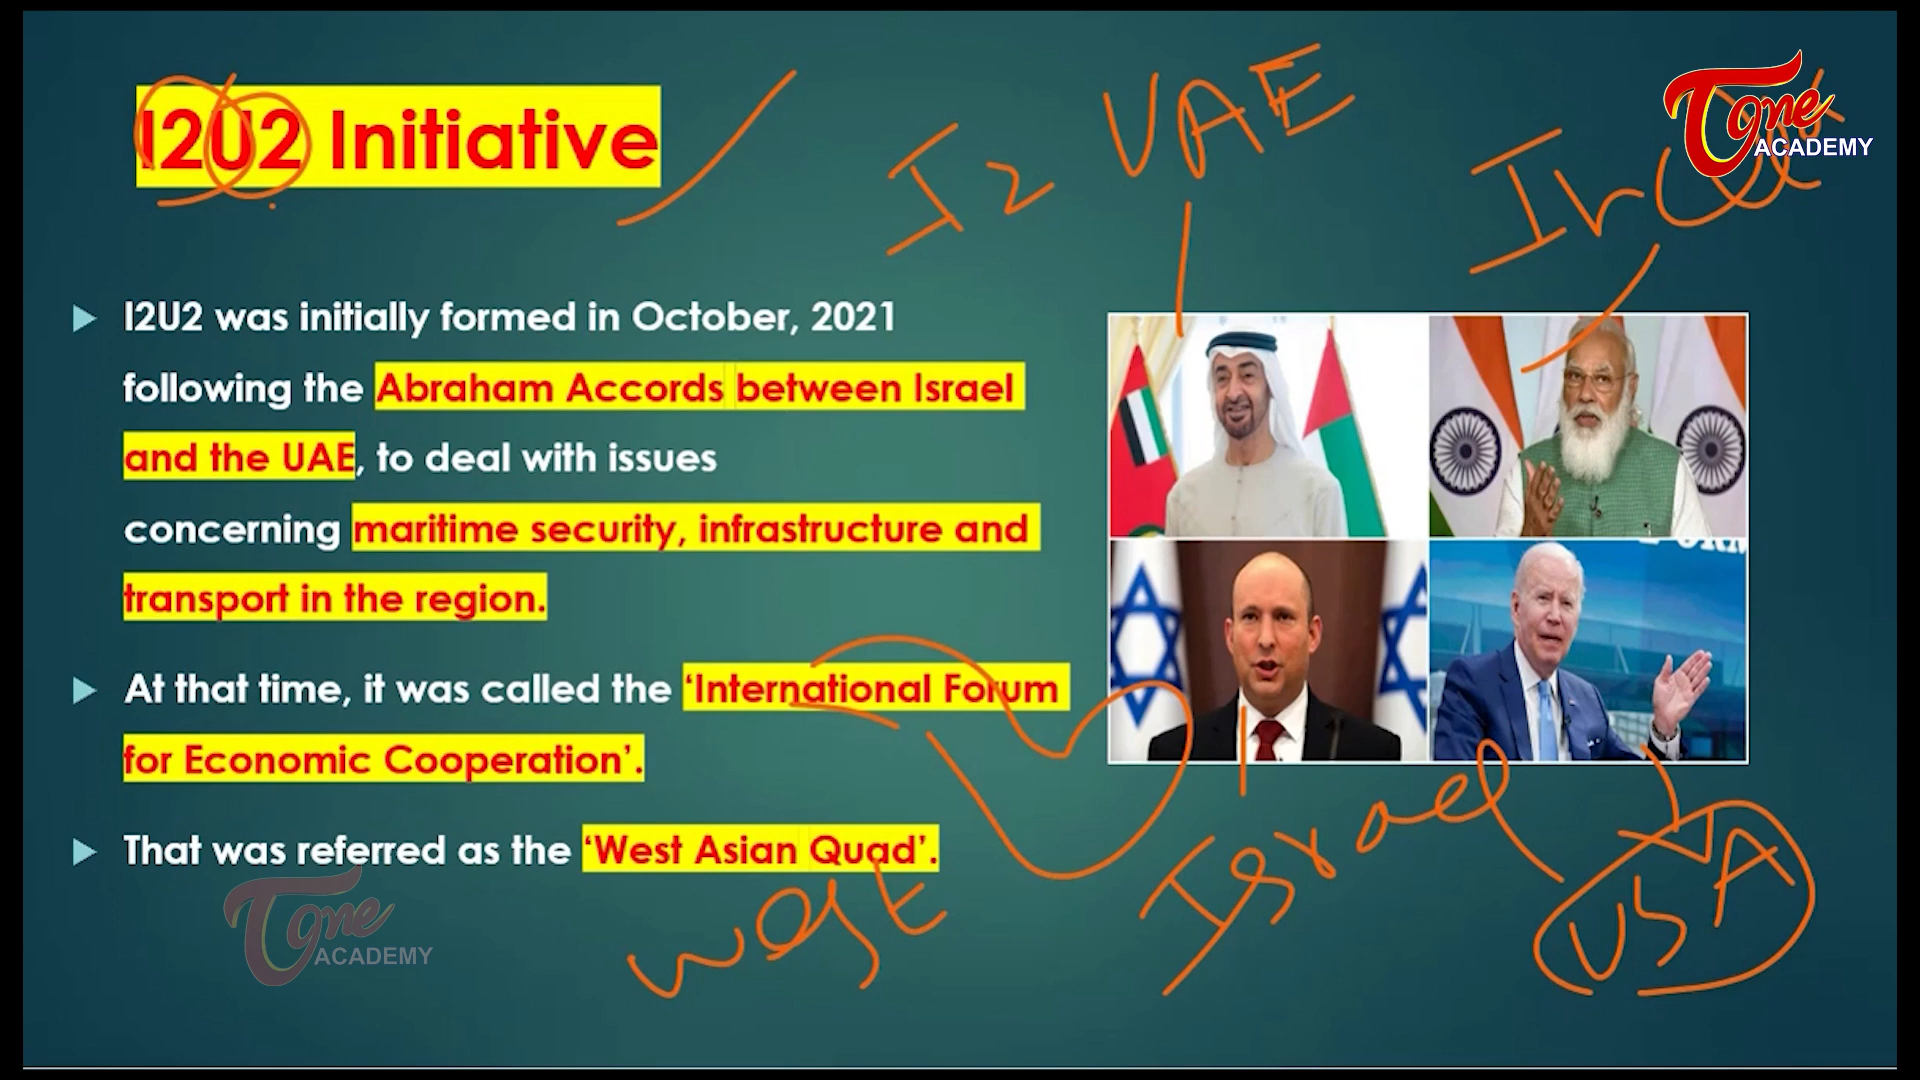 I2U2 Initiative
I2 UAE
Tone
ACADEMY
I2U2 was initially formed in October, 2021
following the Abraham Accords between Israel
and the UAE, to deal with issues
concerning maritime security, infrastructure and
transport in the region.
At that time, it was called the ‘International Forum
for Economic Cooperation’.
That was referred as the ‘West Asian Quad’.
west
Israel
USA
Tone
ACADEMY